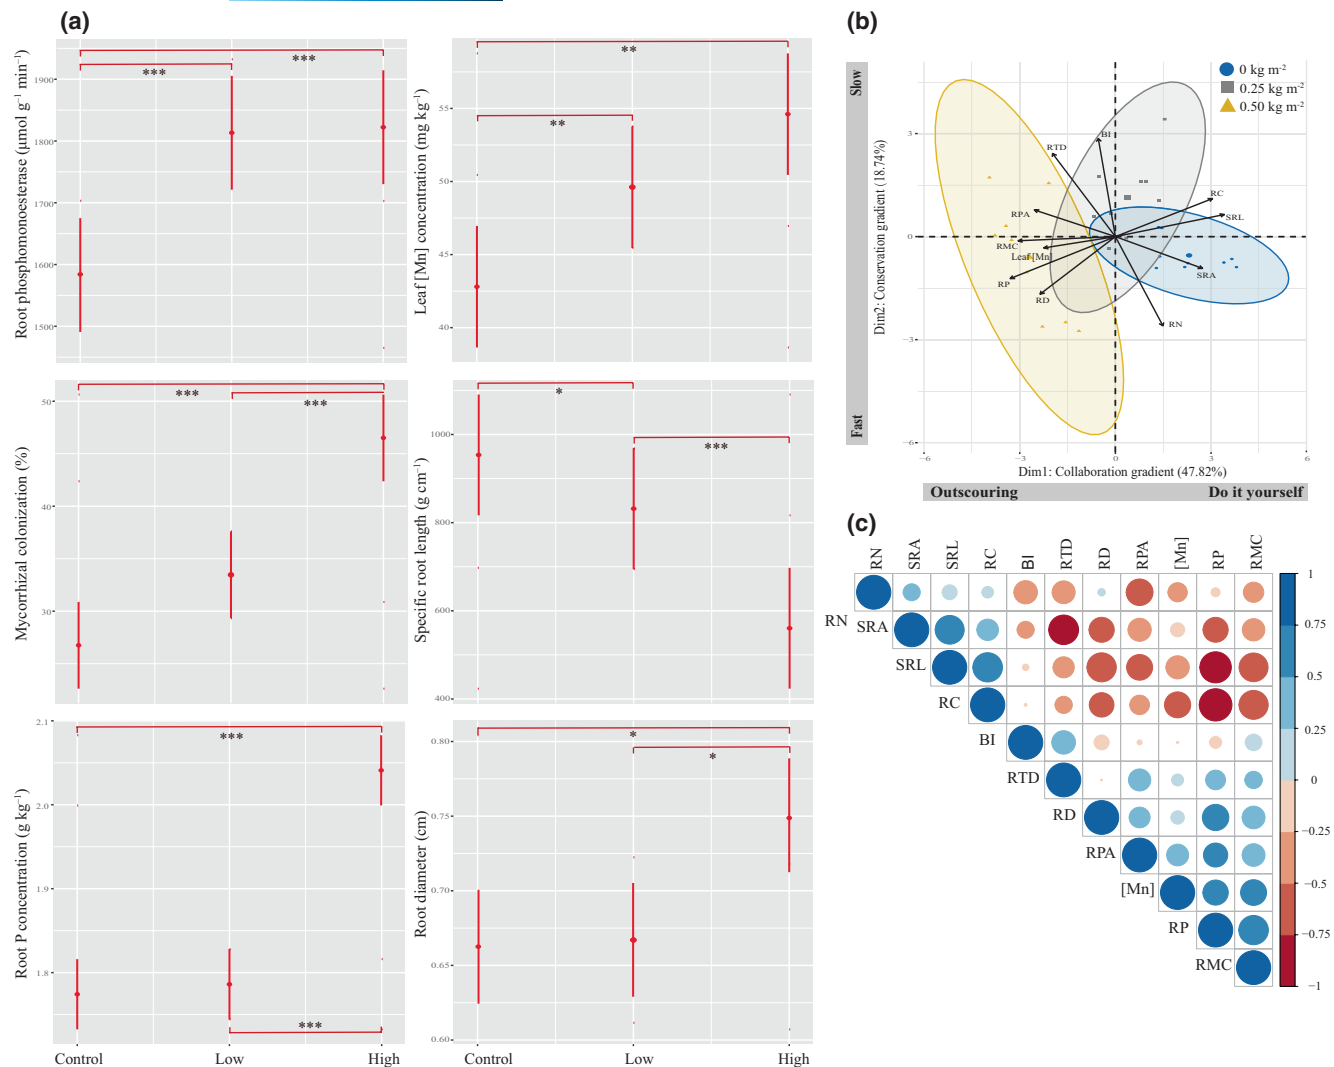 (a)
Root phosphomonoesterase (μmol g⁻¹ min⁻¹)
1900
1800
1700
1600
1500
***
***
Leaf [Mn] concentration (mg kg⁻¹)
55
50
45
40
**
**
Mycorrhizal colonization (%)
50
40
30
***
***
Specific root length (g cm⁻¹)
1000
800
600
400
*
***
Root P concentration (g kg⁻¹)
2.1
2.0
1.9
1.8
***
***
Control
Low
High
Root diameter (cm)
0.80
0.75
0.70
0.65
0.60
*
*
Control
Low
High
(b)
Slow
Fast
Dim2: Conservation gradient (18.74%)
3
0
−3
−6
0 kg m⁻²
0.25 kg m⁻²
0.50 kg m⁻²
BI
RTD
RC
SRL
RPA
RMC
Leaf [Mn]
RP
RD
SRA
RN
−6
−3
0
3
6
Dim1: Collaboration gradient (47.82%)
Outscouring
Do it yourself
(c)
RN
SRA
SRL
RC
BI
RTD
RD
RPA
[Mn]
RP
RMC
RN
SRA
SRL
RC
BI
RTD
RD
RPA
[Mn]
RP
RMC
1
0.75
0.5
0.25
0
−0.25
−0.5
−0.75
−1